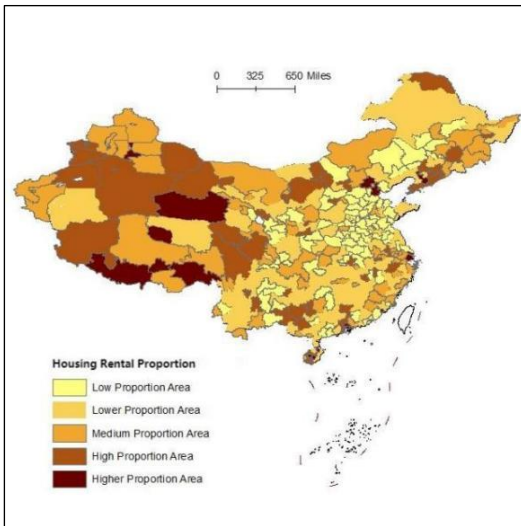 0 325 650 Miles
Housing Rental Proportion
Low Proportion Area
Lower Proportion Area
Medium Proportion Area
High Proportion Area
Higher Proportion Area